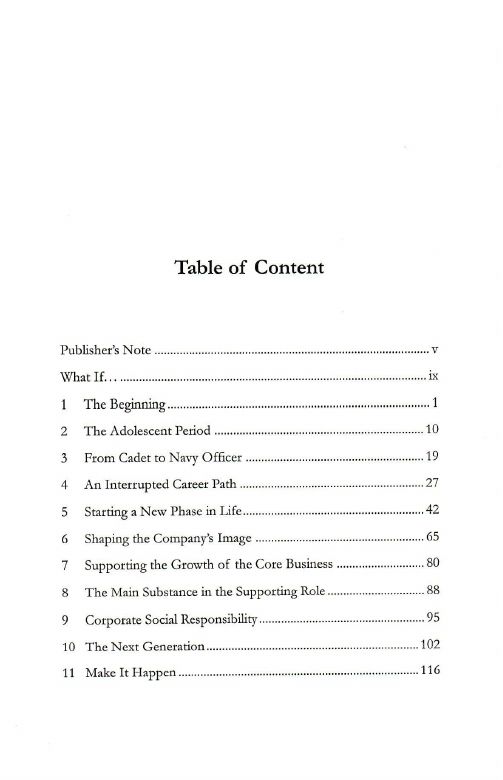 Table of Content
Publisher's Note ........................................ v
What If... ........................................ ix
1 The Beginning ........................................ 1
2 The Adolescent Period ........................................ 10
3 From Cadet to Navy Officer ........................................ 19
4 An Interrupted Career Path ........................................ 27
5 Starting a New Phase in Life ........................................ 42
6 Shaping the Company's Image ........................................ 65
7 Supporting the Growth of the Core Business ........................................ 80
8 The Main Substance in the Supporting Role ........................................ 88
9 Corporate Social Responsibility ........................................ 95
10 The Next Generation ........................................ 102
11 Make It Happen ........................................ 116